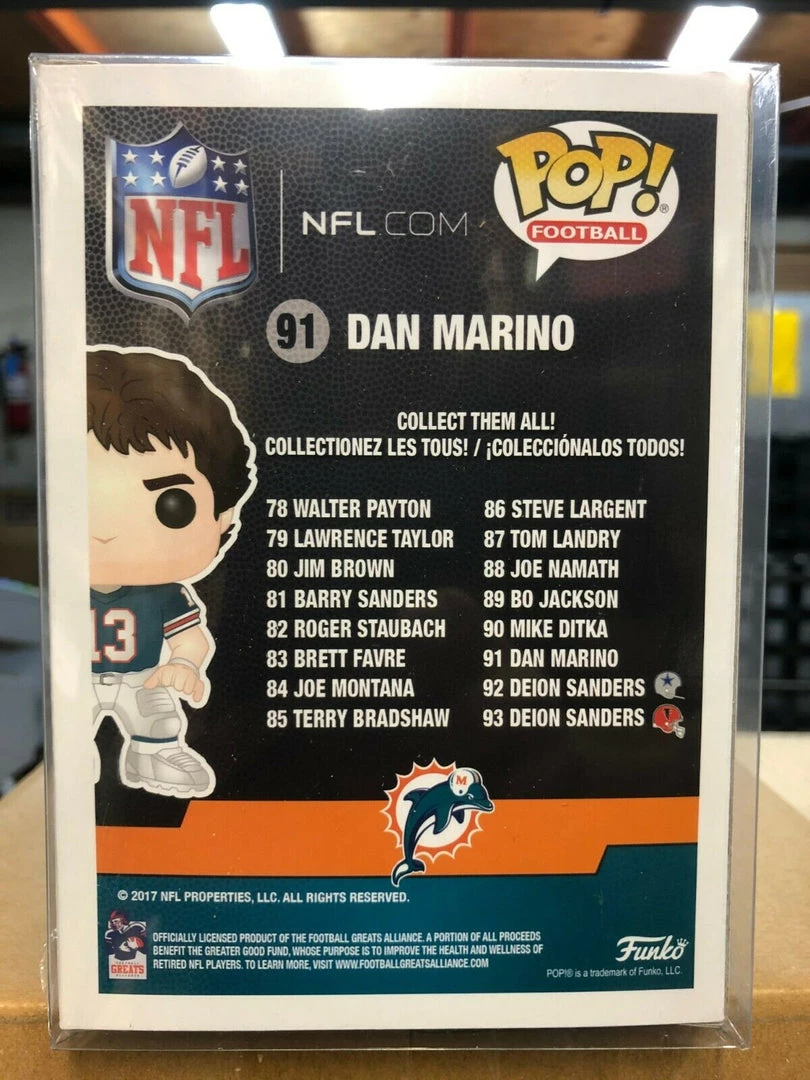 NFL
NFL.COM
POP!®
FOOTBALL
91 DAN MARINO
COLLECT THEM ALL!
COLLECTIONEZ LES TOUS! / ¡COLECCIÓNALOS TODOS!
78 WALTER PAYTON
79 LAWRENCE TAYLOR
80 JIM BROWN
81 BARRY SANDERS
82 ROGER STAUBACH
83 BRETT FAVRE
84 JOE MONTANA
85 TERRY BRADSHAW
86 STEVE LARGENT
87 TOM LANDRY
88 JOE NAMATH
89 BO JACKSON
90 MIKE DITKA
91 DAN MARINO
92 DEION SANDERS
93 DEION SANDERS
13
M
© 2017 NFL PROPERTIES, LLC. ALL RIGHTS RESERVED.
FOOTBALL
GREATS
ALLIANCE
OFFICIALLY LICENSED PRODUCT OF THE FOOTBALL GREATS ALLIANCE. A PORTION OF ALL PROCEEDS
BENEFIT THE GREATER GOOD FUND, WHOSE PURPOSE IS TO IMPROVE THE HEALTH AND WELLNESS OF
RETIRED NFL PLAYERS. TO LEARN MORE, VISIT WWW.FOOTBALLGREATSALLIANCE.COM
Funko
POP!® is a trademark of Funko, LLC.